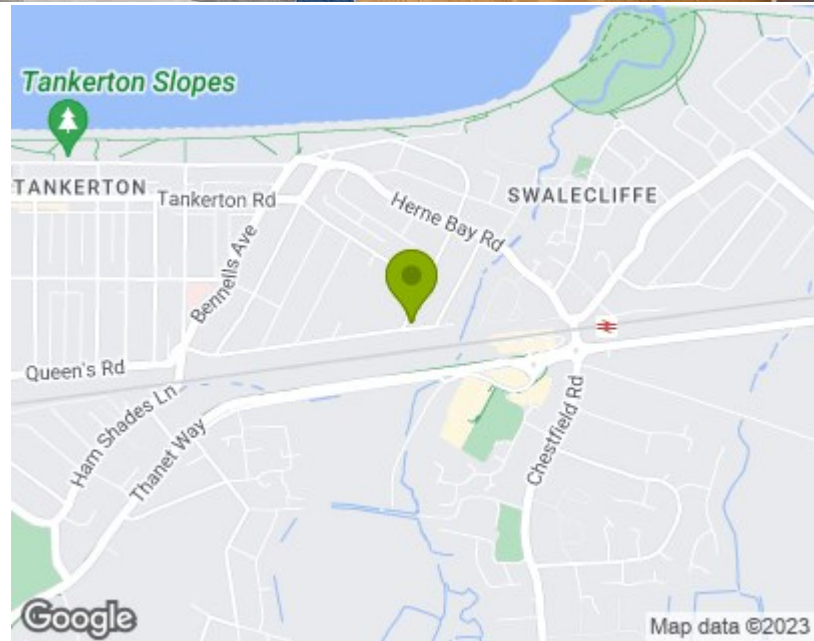 Tankerton Slopes
TANKERTON
Tankerton Rd
SWALECLIFFE
Herne Bay Rd
Bennells Ave
Queen's Rd
Ham Shades Ln
Thanet Way
Chestfield Rd
Google
Map data ©2023